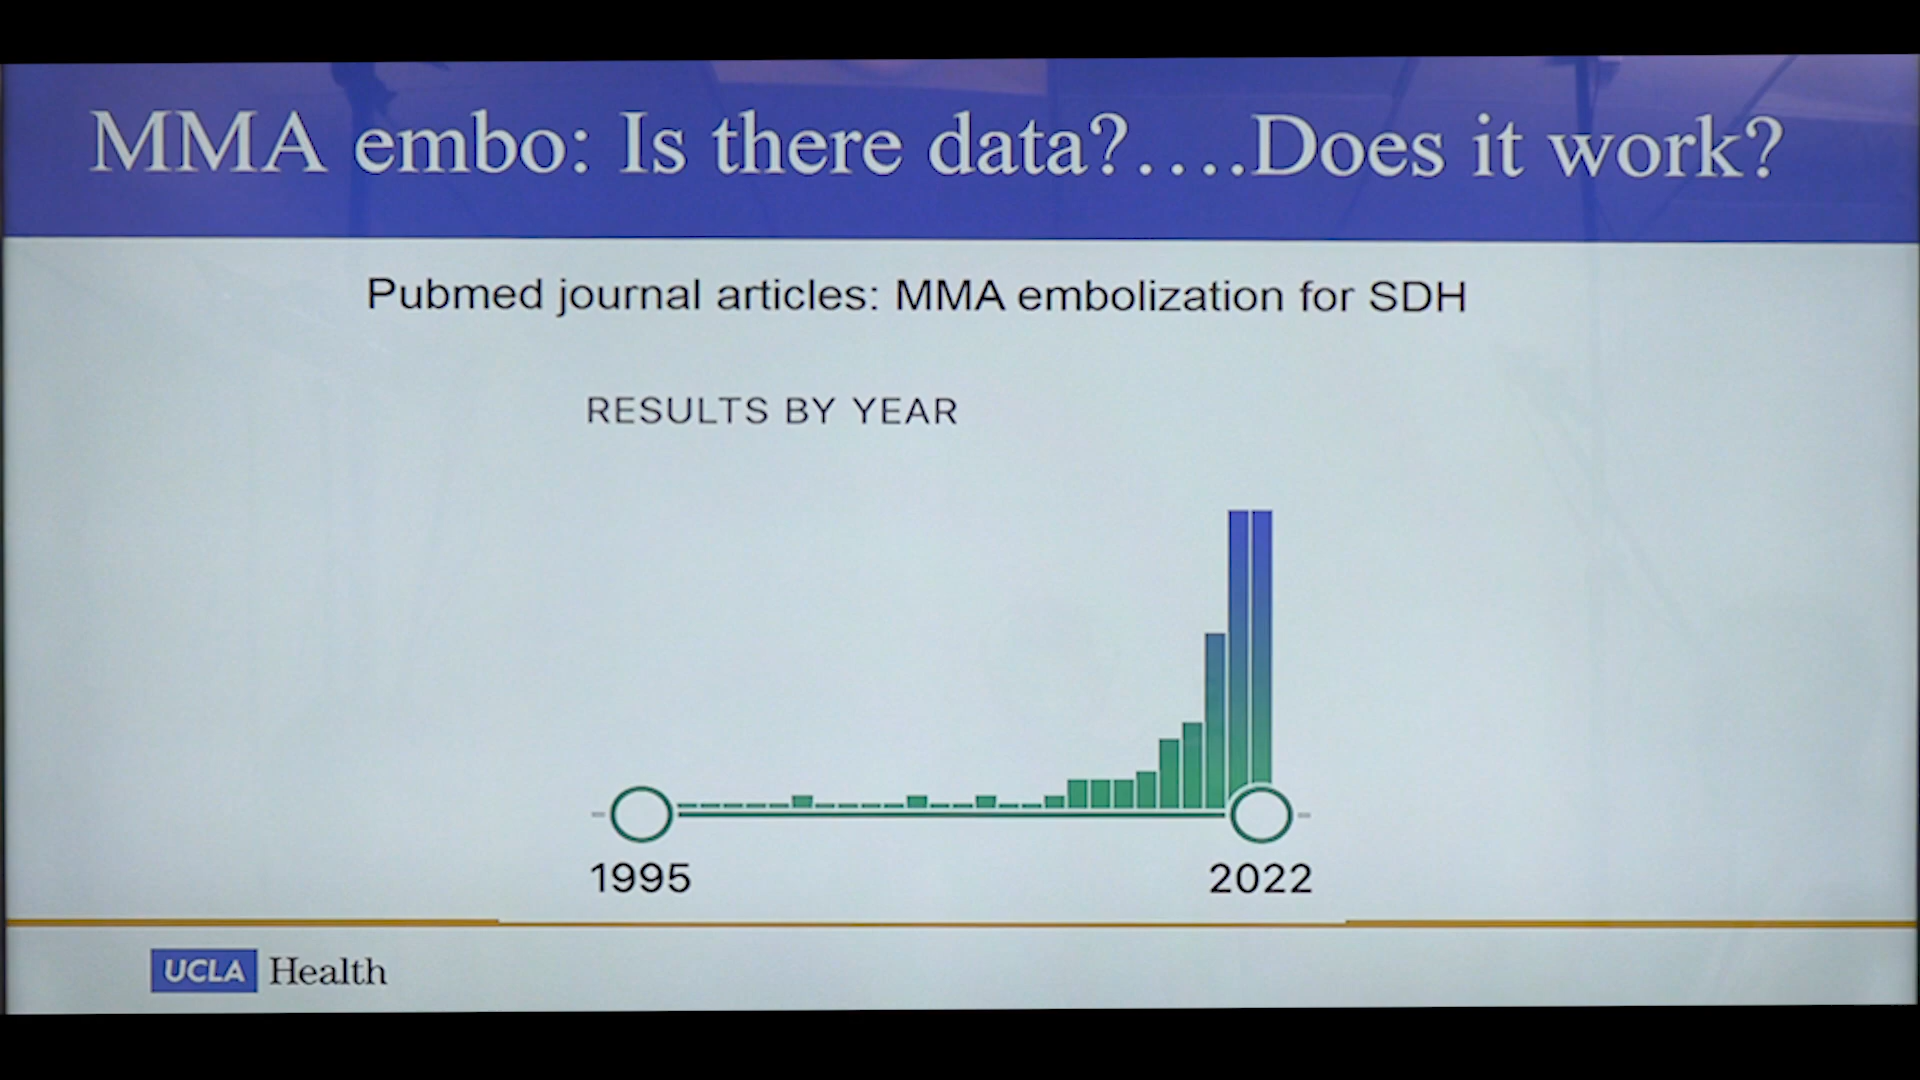 MMA embo: Is there data?....Does it work?
Pubmed journal articles: MMA embolization for SDH
RESULTS BY YEAR
1995
2022
UCLA Health